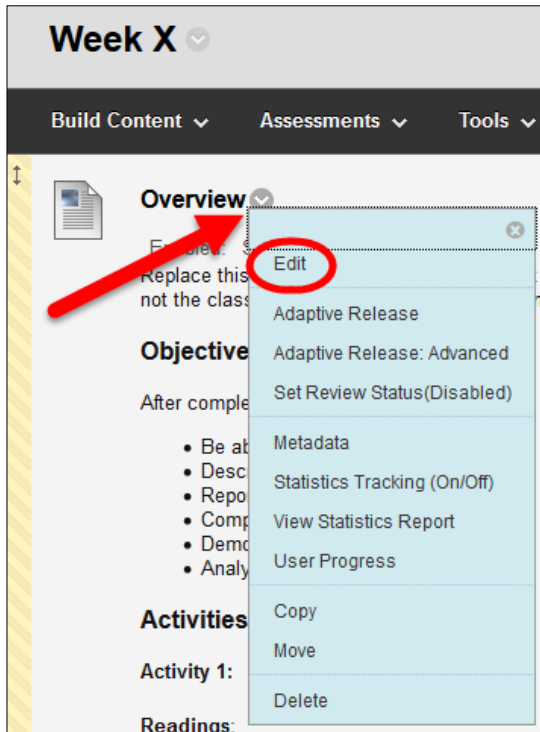 Week X
Build Content Assessments Tools
Overview
Enabled:
Edit
Replace this
not the class
Adaptive Release
Objective
Adaptive Release: Advanced
After comple
Set Review Status(Disabled)
• Be ab
Metadata
• Descr
Statistics Tracking (On/Off)
• Repo
• Comp
View Statistics Report
• Demo
User Progress
• Analy
Activities
Copy
Move
Activity 1:
Delete
Readings: